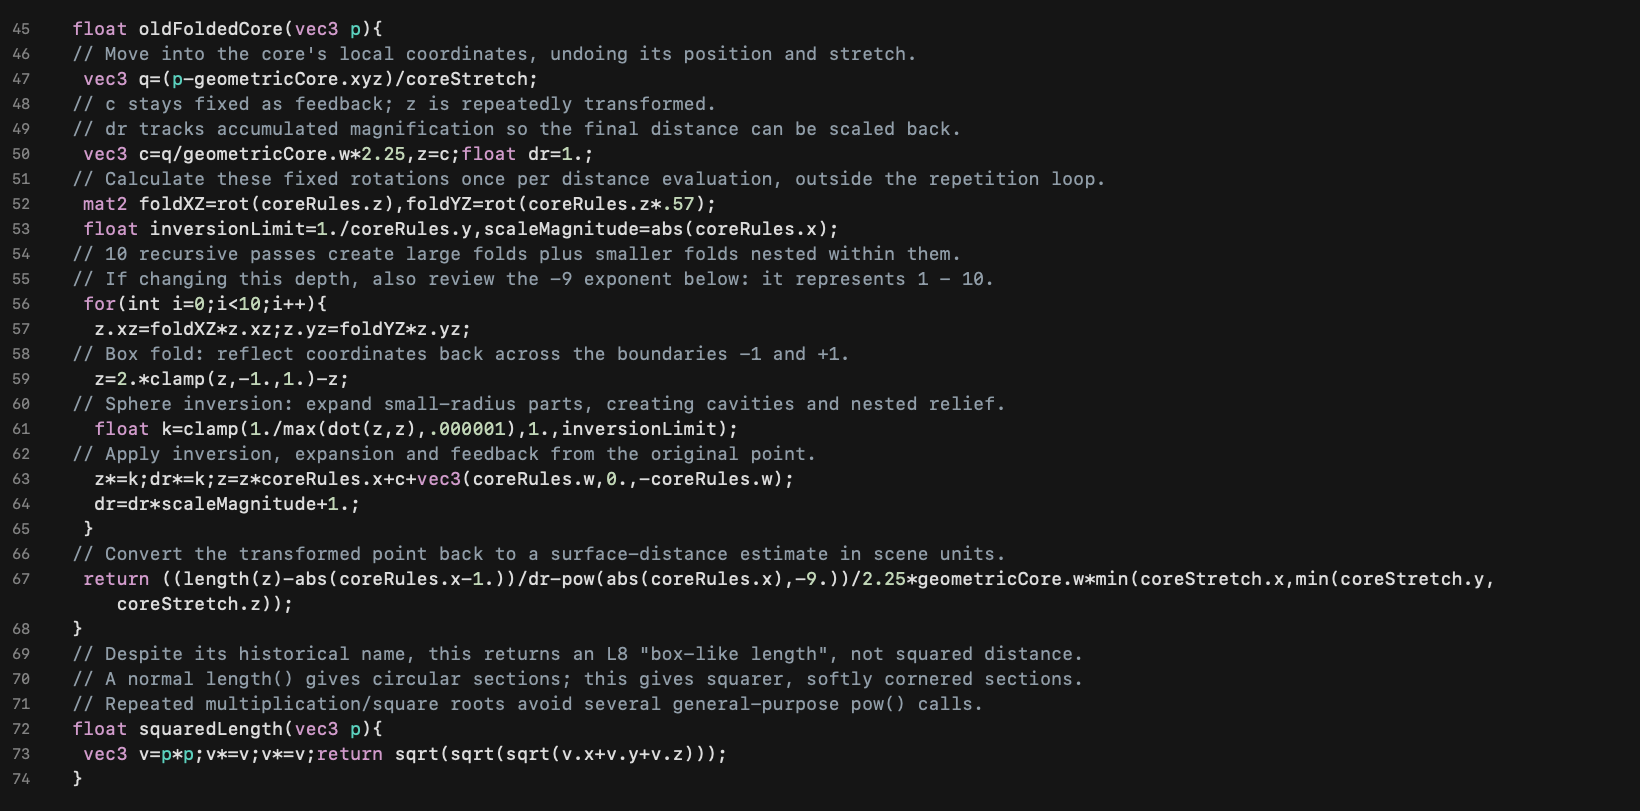 45 float oldFoldedCore(vec3 p){
46 // Move into the core's local coordinates, undoing its position and stretch.
47 vec3 q=(p-geometricCore.xyz)/coreStretch;
48 // c stays fixed as feedback; z is repeatedly transformed.
49 // dr tracks accumulated magnification so the final distance can be scaled back.
50 vec3 c=q/geometricCore.w*2.25,z=c;float dr=1.;
51 // Calculate these fixed rotations once per distance evaluation, outside the repetition loop.
52 mat2 foldXZ=rot(coreRules.z),foldYZ=rot(coreRules.z*.57);
53 float inversionLimit=1./coreRules.y,scaleMagnitude=abs(coreRules.x);
54 // 10 recursive passes create large folds plus smaller folds nested within them.
55 // If changing this depth, also review the -9 exponent below: it represents 1 - 10.
56 for(int i=0;i<10;i++){
57 z.xz=foldXZ*z.xz;z.yz=foldYZ*z.yz;
58 // Box fold: reflect coordinates back across the boundaries -1 and +1.
59 z=2.*clamp(z,-1.,1.)-z;
60 // Sphere inversion: expand small-radius parts, creating cavities and nested relief.
61 float k=clamp(1./max(dot(z,z),.000001),1.,inversionLimit);
62 // Apply inversion, expansion and feedback from the original point.
63 z*=k;dr*=k;z=z*coreRules.x+c+vec3(coreRules.w,0.,-coreRules.w);
64 dr=dr*scaleMagnitude+1.;
65 }
66 // Convert the transformed point back to a surface-distance estimate in scene units.
67 return ((length(z)-abs(coreRules.x-1.))/dr-pow(abs(coreRules.x),-9.))/2.25*geometricCore.w*min(coreStretch.x,min(coreStretch.y,
coreStretch.z));
68 }
69 // Despite its historical name, this returns an L8 "box-like length", not squared distance.
70 // A normal length() gives circular sections; this gives squarer, softly cornered sections.
71 // Repeated multiplication/square roots avoid several general-purpose pow() calls.
72 float squaredLength(vec3 p){
73 vec3 v=p*p;v*=v;v*=v;return sqrt(sqrt(sqrt(v.x+v.y+v.z)));
74 }